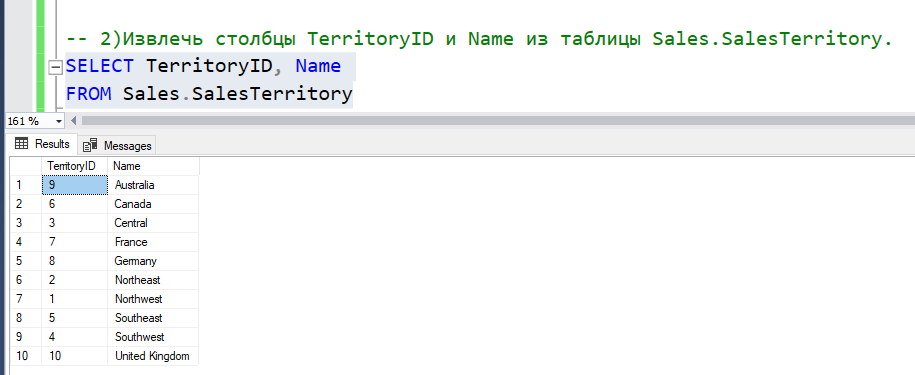 -- 2)Извлечь столбцы TerritoryID и Name из таблицы Sales.SalesTerritory.
SELECT TerritoryID, Name
FROM Sales.SalesTerritory
161 %
Results Messages
TerritoryID Name
1 9 Australia
2 6 Canada
3 3 Central
4 7 France
5 8 Germany
6 2 Northeast
7 1 Northwest
8 5 Southeast
9 4 Southwest
10 10 United Kingdom